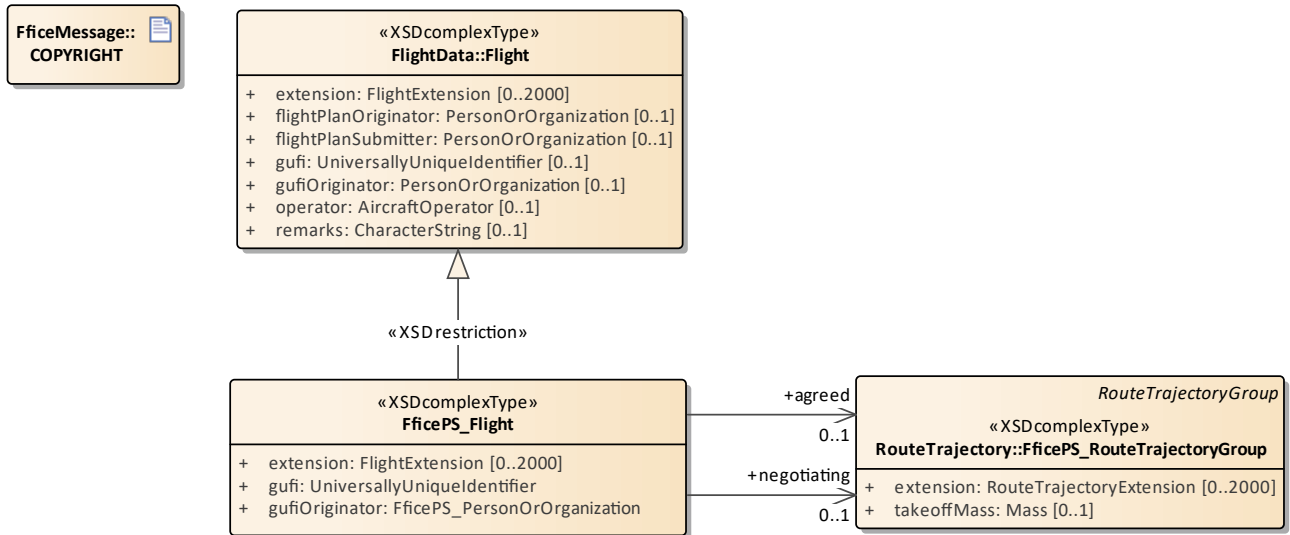 FficeMessage::
COPYRIGHT
«XSDcomplexType»
FlightData::Flight
+ extension: FlightExtension [0..2000]
+ flightPlanOriginator: PersonOrOrganization [0..1]
+ flightPlanSubmitter: PersonOrOrganization [0..1]
+ gufi: UniversallyUniqueIdentifier [0..1]
+ gufiOriginator: PersonOrOrganization [0..1]
+ operator: AircraftOperator [0..1]
+ remarks: CharacterString [0..1]
«XSDrestriction»
«XSDcomplexType»
FficePS_Flight
+ extension: FlightExtension [0..2000]
+ gufi: UniversallyUniqueIdentifier
+ gufiOriginator: FficePS_PersonOrOrganization
+agreed
0..1
+negotiating
0..1
RouteTrajectoryGroup
«XSDcomplexType»
RouteTrajectory::FficePS_RouteTrajectoryGroup
+ extension: RouteTrajectoryExtension [0..2000]
+ takeoffMass: Mass [0..1]